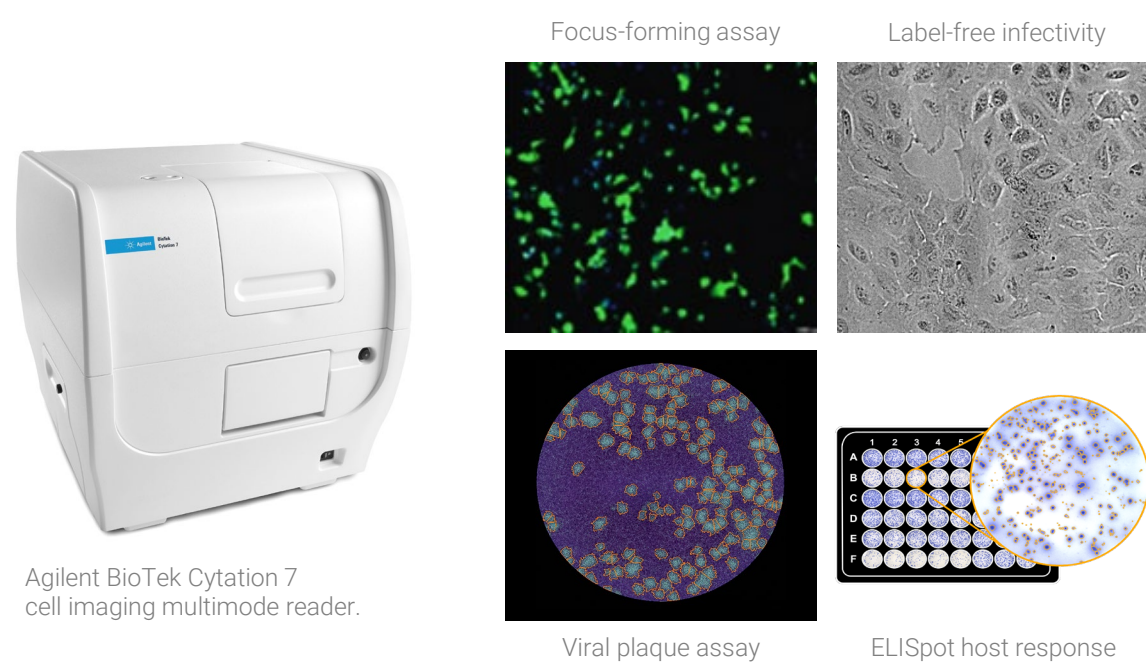 Focus-forming assay
Label-free infectivity
Agilent
BioTek
Cytation 7
1 2 3 4 5
A
B
C
D
E
F
Agilent BioTek Cytation 7
cell imaging multimode reader.
Viral plaque assay
ELISpot host response